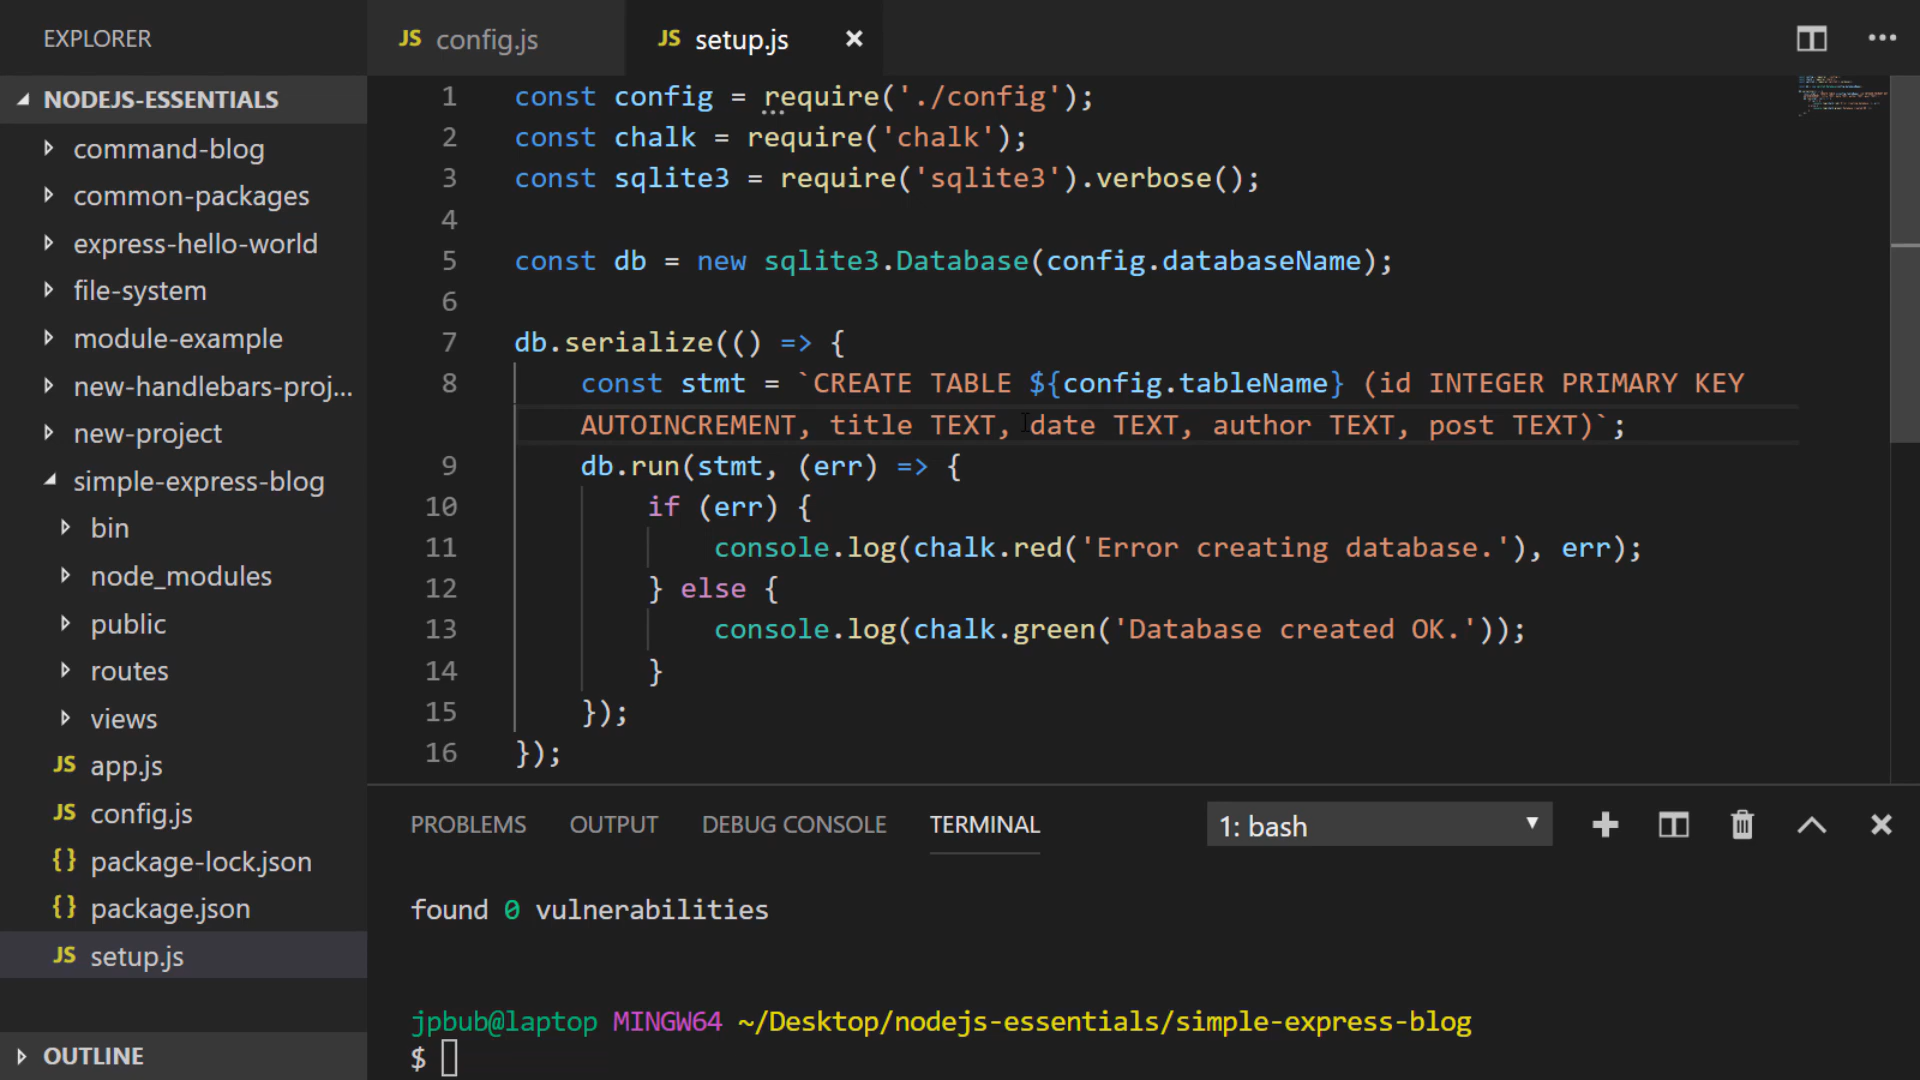 EXPLORER
JS config.js
JS setup.js
NODEJS-ESSENTIALS
command-blog
common-packages
express-hello-world
file-system
module-example
new-handlebars-proj...
new-project
simple-express-blog
bin
node_modules
public
routes
views
JS app.js
JS config.js
{} package-lock.json
{} package.json
JS setup.js
OUTLINE
1 const config = require('./config');
2 const chalk = require('chalk');
3 const sqlite3 = require('sqlite3').verbose();
4
5 const db = new sqlite3.Database(config.databaseName);
6
7 db.serialize(() => {
8 const stmt = `CREATE TABLE ${config.tableName} (id INTEGER PRIMARY KEY
AUTOINCREMENT, title TEXT, date TEXT, author TEXT, post TEXT)`;
9 db.run(stmt, (err) => {
10 if (err) {
11 console.log(chalk.red('Error creating database.'), err);
12 } else {
13 console.log(chalk.green('Database created OK.'));
14 }
15 });
16 });
PROBLEMS OUTPUT DEBUG CONSOLE TERMINAL 1: bash
found 0 vulnerabilities
jpbub@laptop MINGW64 ~/Desktop/nodejs-essentials/simple-express-blog
$